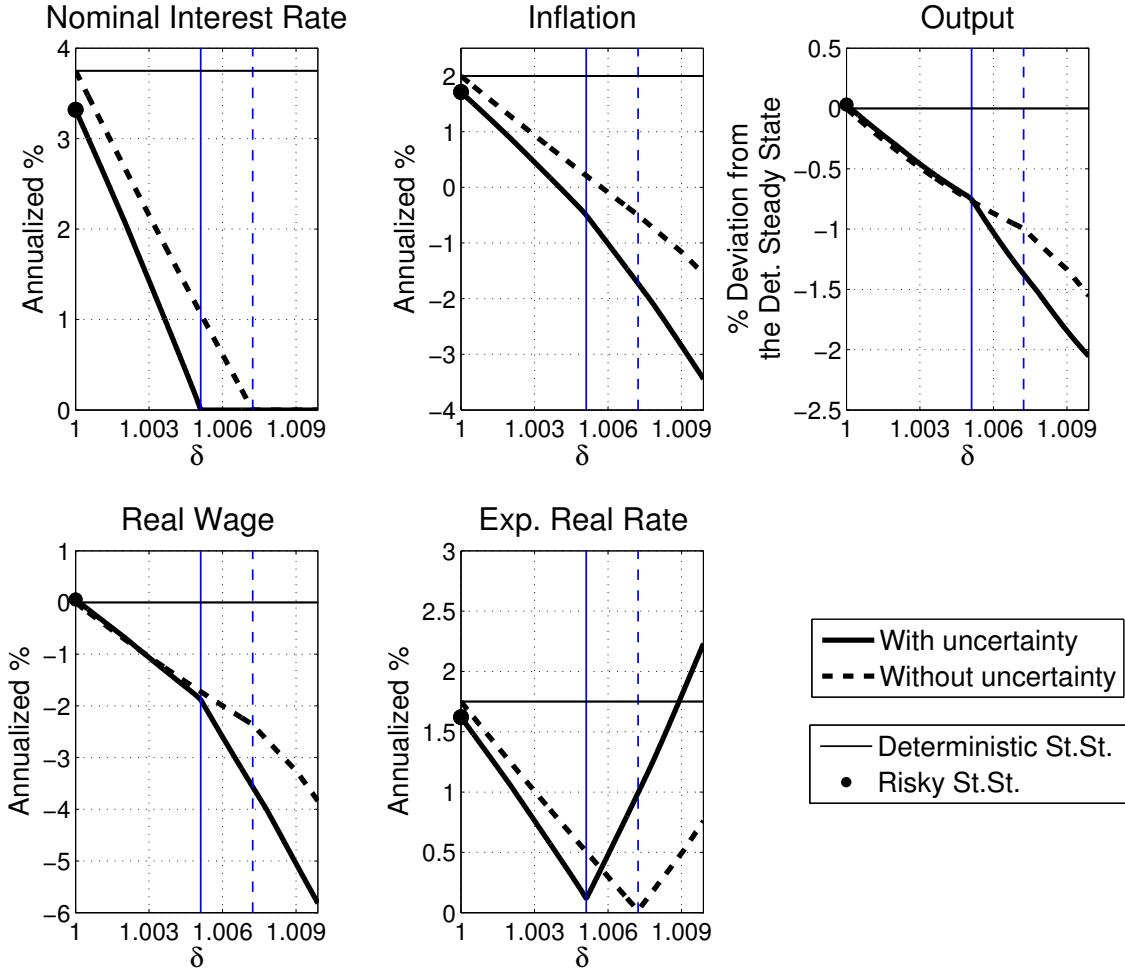 Nominal Interest Rate
Annualized %
4
3
2
1
0
1 1.003 1.006 1.009
δ
Inflation
Annualized %
2
2
1
0
−1
−2
−3
−4
1 1.003 1.006 1.009
δ
Output
% Deviation from
the Det. Steady State
0.5
0
−0.5
−1
−1.5
−2
−2.5
1 1.003 1.006 1.009
δ
Real Wage
Annualized %
1
0
−1
−2
−3
−4
−5
−6
1 1.003 1.006 1.009
δ
Exp. Real Rate
Annualized %
3
2.5
2
1.5
1
0.5
0
1 1.003 1.006 1.009
δ
With uncertainty
Without uncertainty
Deterministic St.St.
Risky St.St.